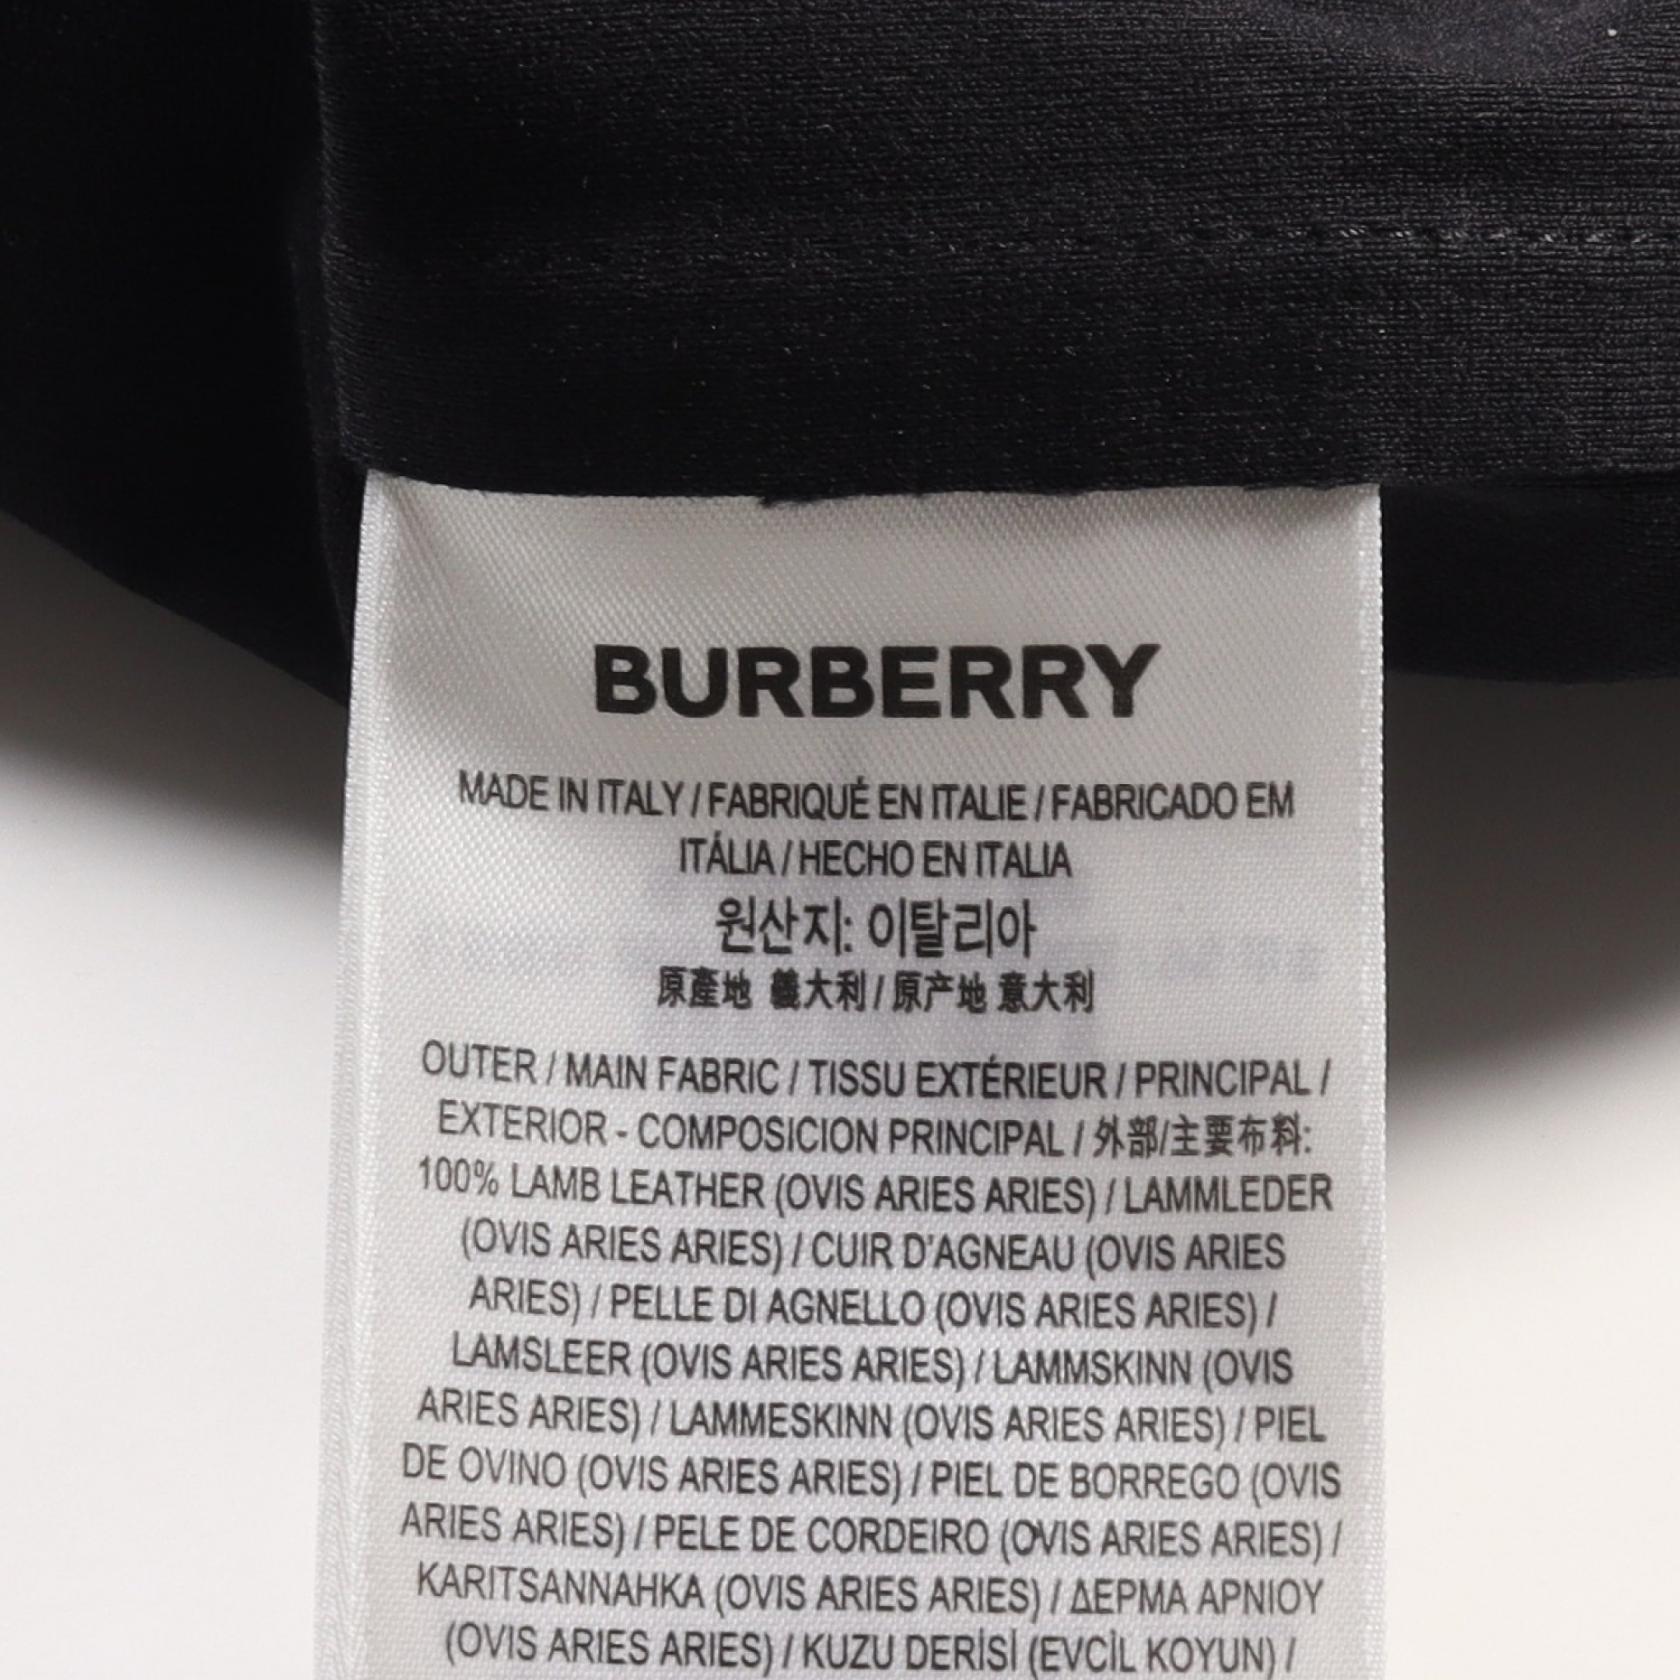 BURBERRY
MADE IN ITALY / FABRIQUÉ EN ITALIE / FABRICADO EM
ITÁLIA / HECHO EN ITALIA
원산지: 이탈리아
原產地 義大利 / 原产地 意大利
OUTER / MAIN FABRIC / TISSU EXTÉRIEUR / PRINCIPAL /
EXTERIOR - COMPOSICION PRINCIPAL / 外部/主要布料:
100% LAMB LEATHER (OVIS ARIES ARIES) / LAMMLEDER
(OVIS ARIES ARIES) / CUIR D'AGNEAU (OVIS ARIES
ARIES) / PELLE DI AGNELLO (OVIS ARIES ARIES) /
LAMSLEER (OVIS ARIES ARIES) / LAMMSKINN (OVIS
ARIES ARIES) / LAMMESKINN (OVIS ARIES ARIES) / PIEL
DE OVINO (OVIS ARIES ARIES) / PIEL DE BORREGO (OVIS
ARIES ARIES) / PELE DE CORDEIRO (OVIS ARIES ARIES) /
KARITSANNAHKA (OVIS ARIES ARIES) / ΔΕΡΜΑ ΑΡΝΙΟΥ
(OVIS ARIES ARIES) / KUZU DERİSİ (EVCİL KOYUN) /